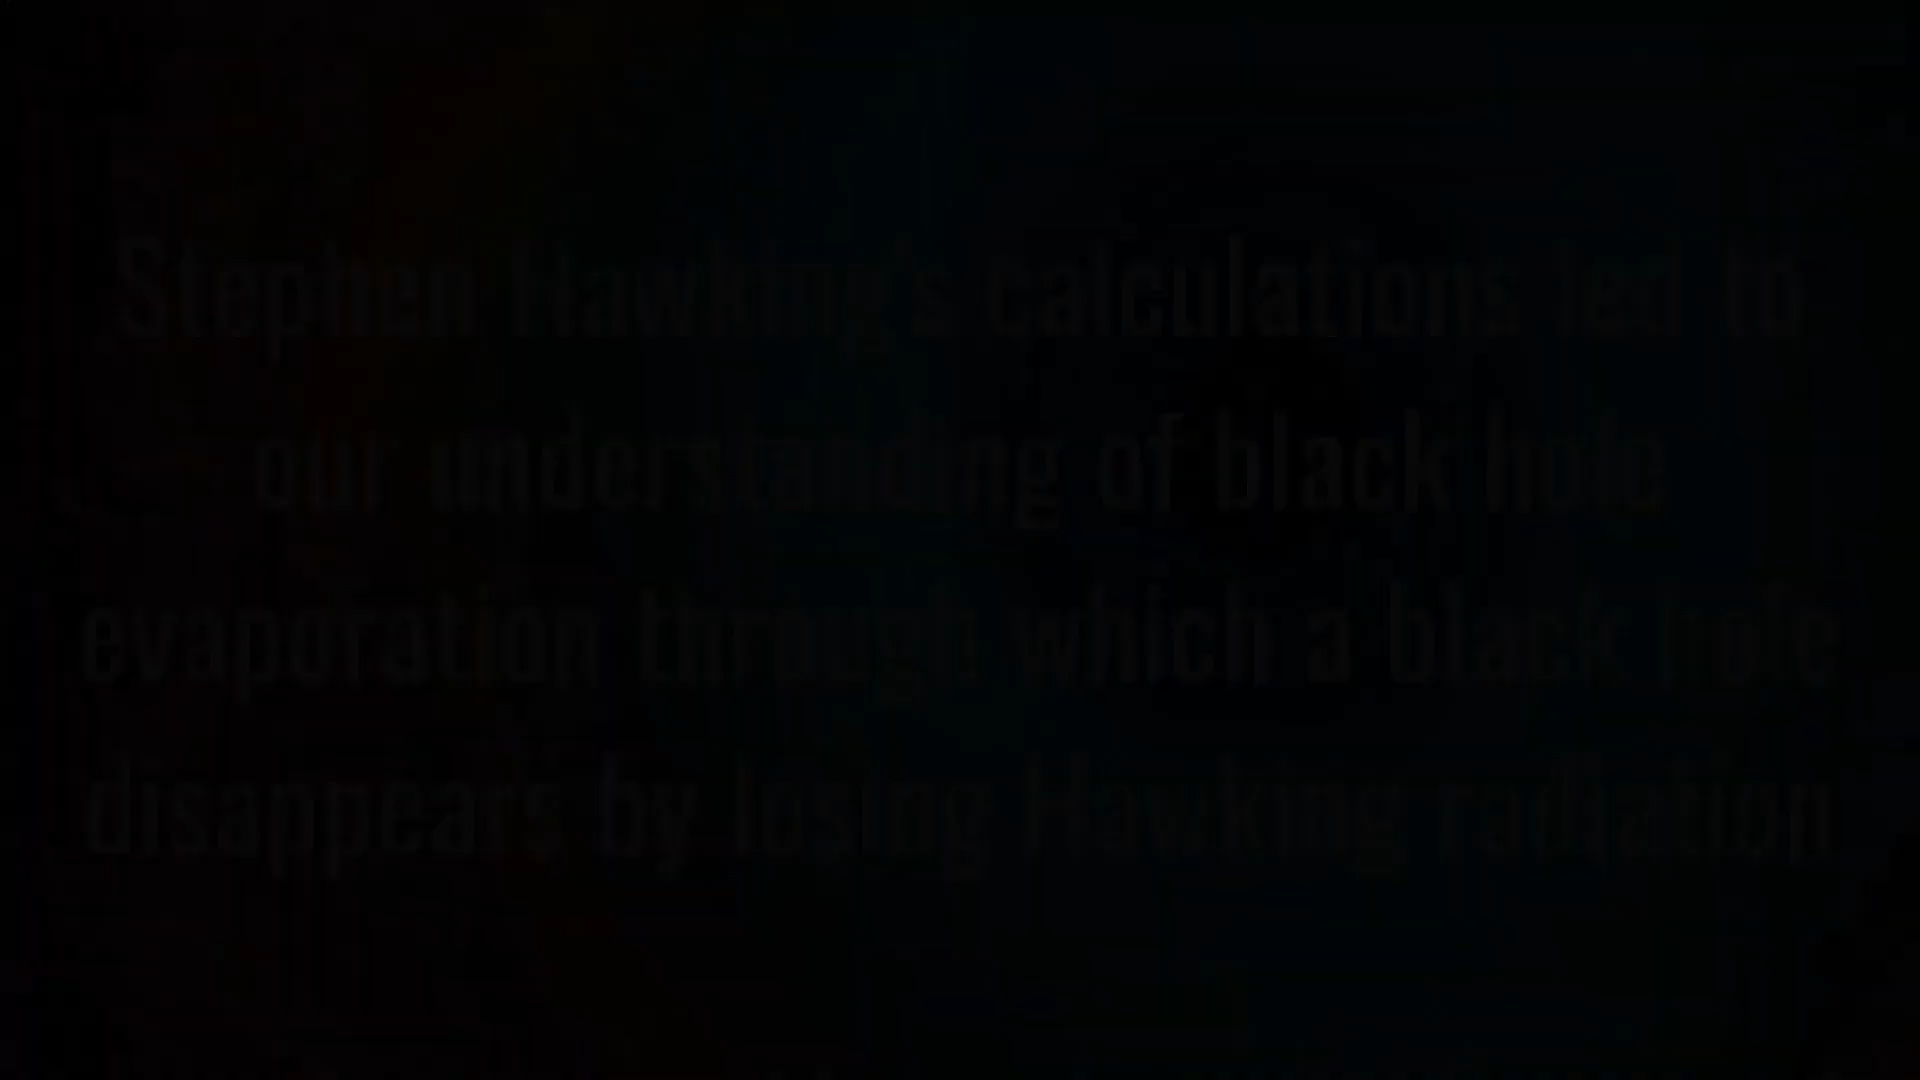 Stephen Hawking's calculations led to
our understanding of black hole
evaporation through which a black hole
disappears by losing Hawking radiation